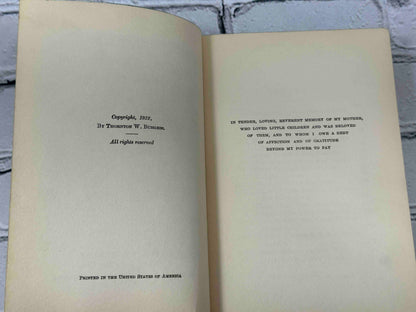 Copyright, 1919,
BY THORNTON W. BURGESS.
All rights reserved
PRINTED IN THE UNITED STATES OF AMERICA
IN TENDER, LOVING, REVERENT MEMORY OF MY MOTHER,
WHO LOVED LITTLE CHILDREN AND WAS BELOVED
OF THEM, AND TO WHOM I OWE A DEBT
OF AFFECTION AND OF GRATITUDE
BEYOND MY POWER TO PAY